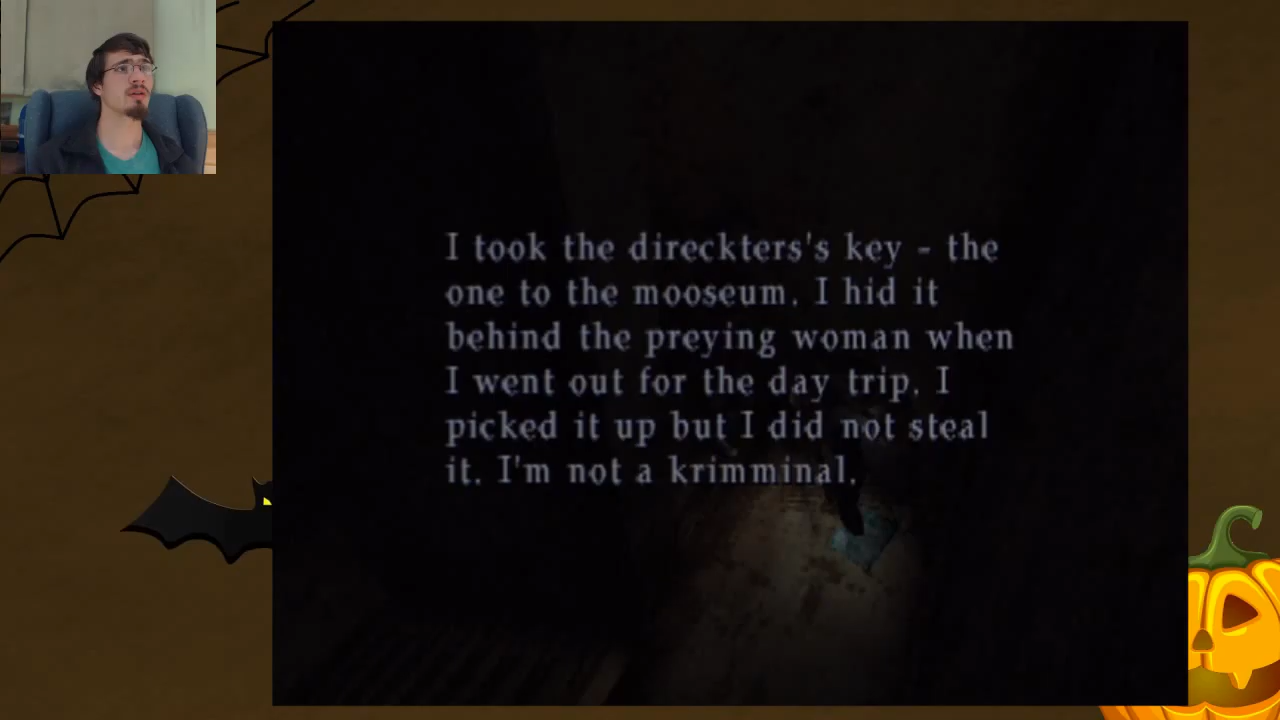 I took the direckters's key - the
one to the mooseum. I hid it
behind the preying woman when
I went out for the day trip. I
picked it up but I did not steal
it. I'm not a krimminal.